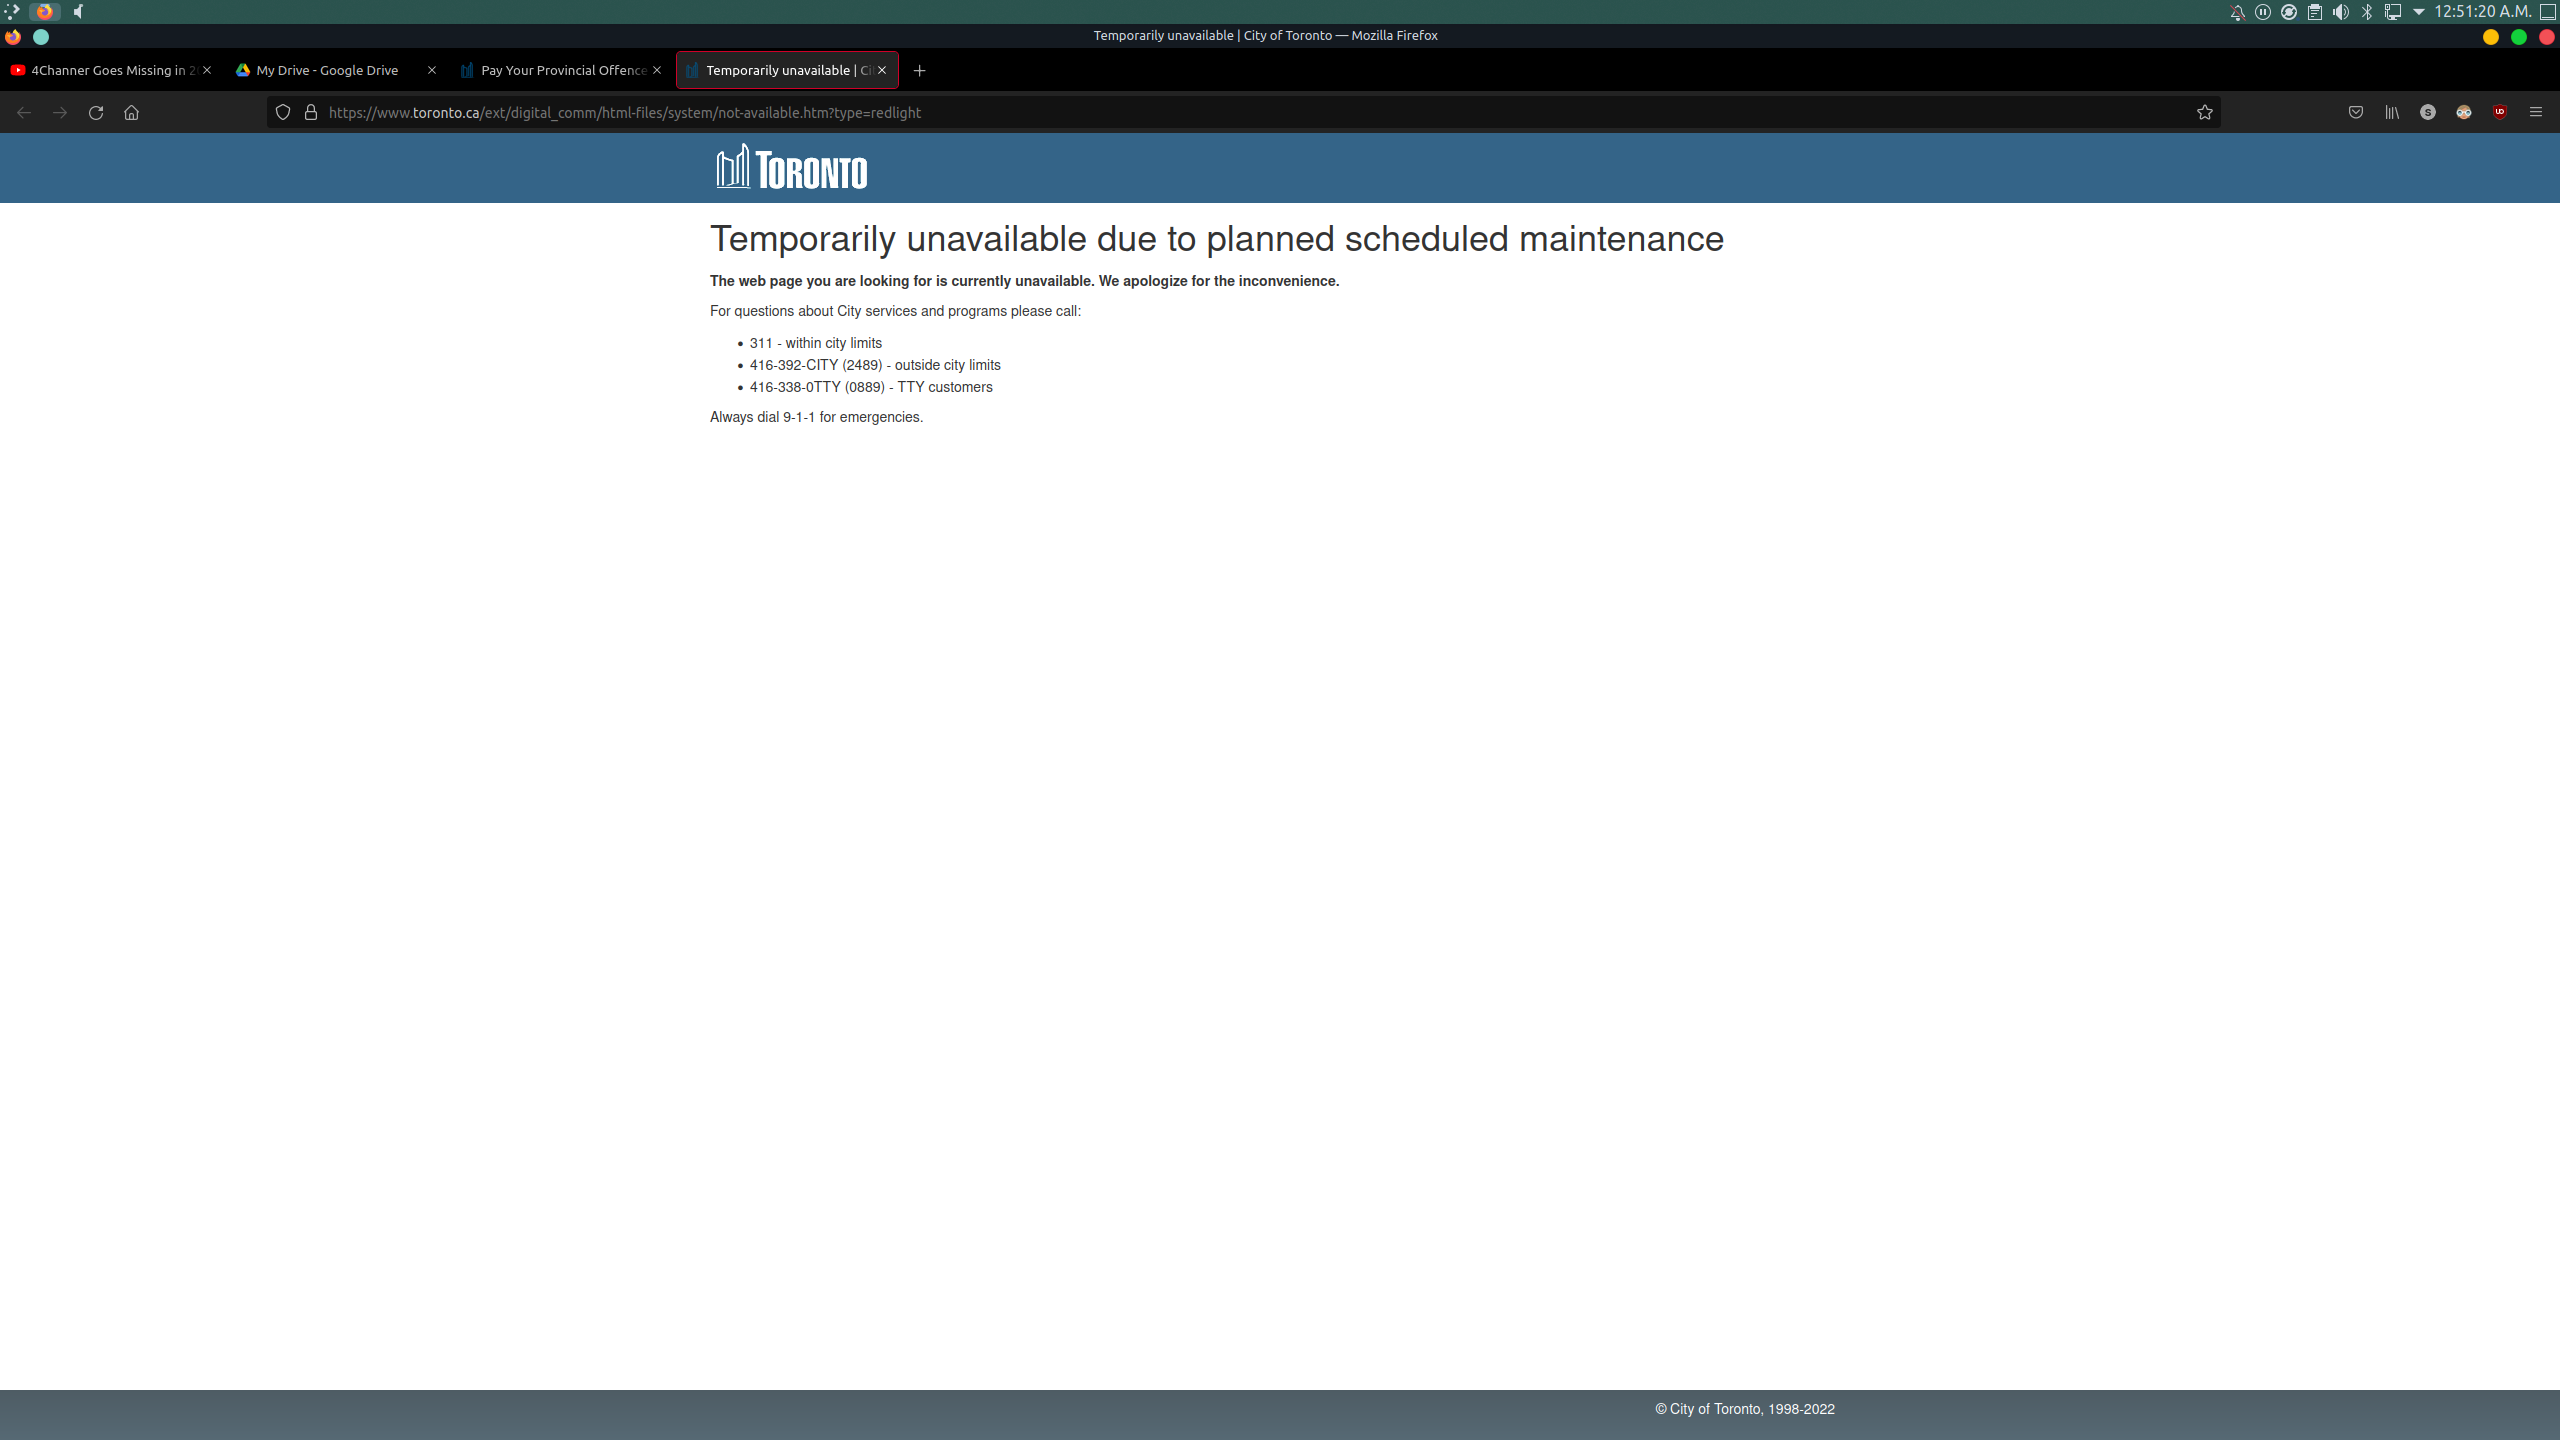 12:51:20 A.M.
Temporarily unavailable | City of Toronto — Mozilla Firefox
4Channer Goes Missing in
My Drive - Google Drive
Pay Your Provincial Offence
Temporarily unavailable | Ci
https://www.toronto.ca/ext/digital_comm/html-files/system/not-available.htm?type=redlight
S
TORONTO
Temporarily unavailable due to planned scheduled maintenance
The web page you are looking for is currently unavailable. We apologize for the inconvenience.
For questions about City services and programs please call:
• 311 - within city limits
• 416-392-CITY (2489) - outside city limits
• 416-338-0TTY (0889) - TTY customers
Always dial 9-1-1 for emergencies.
© City of Toronto, 1998-2022